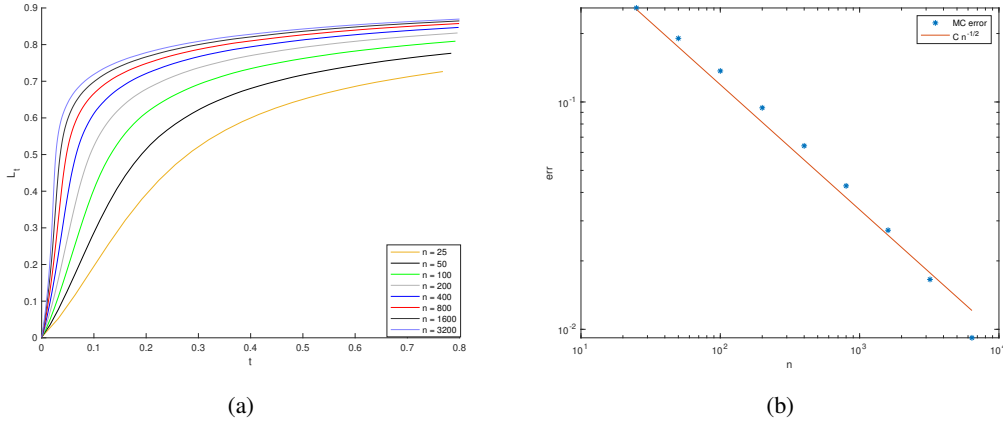 0.9
0.8
0.7
0.6
0.5
0.4
0.3
0.2
0.1
0
L_t
0 0.1 0.2 0.3 0.4 0.5 0.6 0.7 0.8
t
n = 25
n = 50
n = 100
n = 200
n = 400
n = 800
n = 1600
n = 3200
(a)
MC error
C n^{-1/2}
10^{-1}
10^{-2}
err
10^1 10^2 10^3 10^4
n
(b)